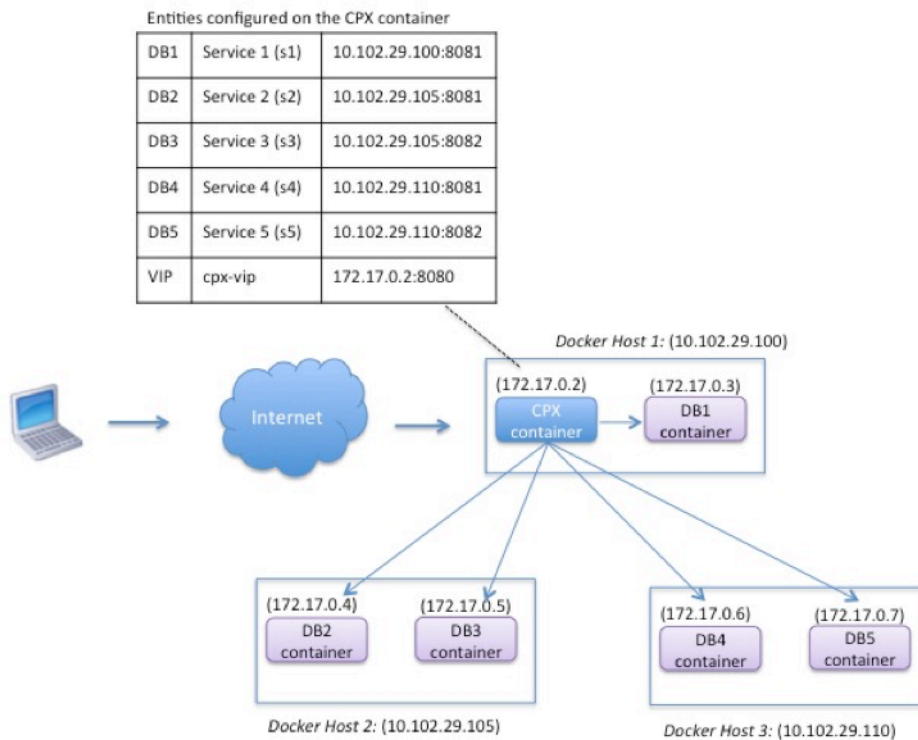 Entities configured on the CPX container
DB1 Service 1 (s1) 10.102.29.100:8081
DB2 Service 2 (s2) 10.102.29.105:8081
DB3 Service 3 (s3) 10.102.29.105:8082
DB4 Service 4 (s4) 10.102.29.110:8081
DB5 Service 5 (s5) 10.102.29.110:8082
VIP cpx-vip 172.17.0.2:8080
Docker Host 1: (10.102.29.100)
(172.17.0.2) (172.17.0.3)
Internet
CPX
container
DB1
container
(172.17.0.4) (172.17.0.5)
DB2
container
DB3
container
Docker Host 2: (10.102.29.105)
(172.17.0.6) (172.17.0.7)
DB4
container
DB5
container
Docker Host 3: (10.102.29.110)